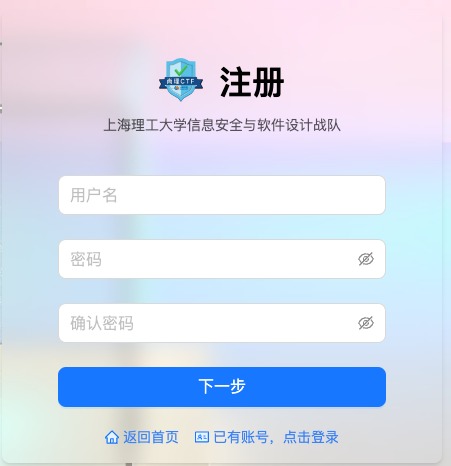 尚理CTF
注册
上海理工大学信息安全与软件设计战队
用户名
密码
确认密码
下一步
返回首页 已有账号，点击登录